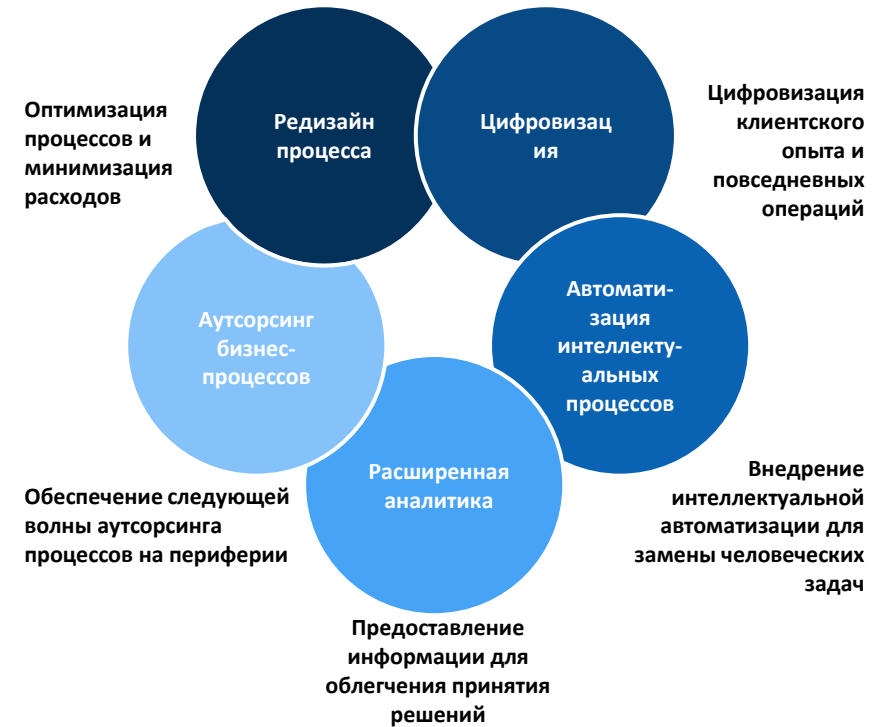 Оптимизация
процессов и
минимизация
расходов
Редизайн
процесса
Цифровизац
ия
Цифровизация
клиентского
опыта и
повседневных
операций
Аутсорсинг
бизнес-
процессов
Автомати-
зация
интеллекту-
альных
процессов
Расширенная
аналитика
Обеспечение следующей
волны аутсорсинга
процессов на периферии
Внедрение
интеллектуальной
автоматизации для
замены человеческих
задач
Предоставление
информации для
облегчения принятия
решений